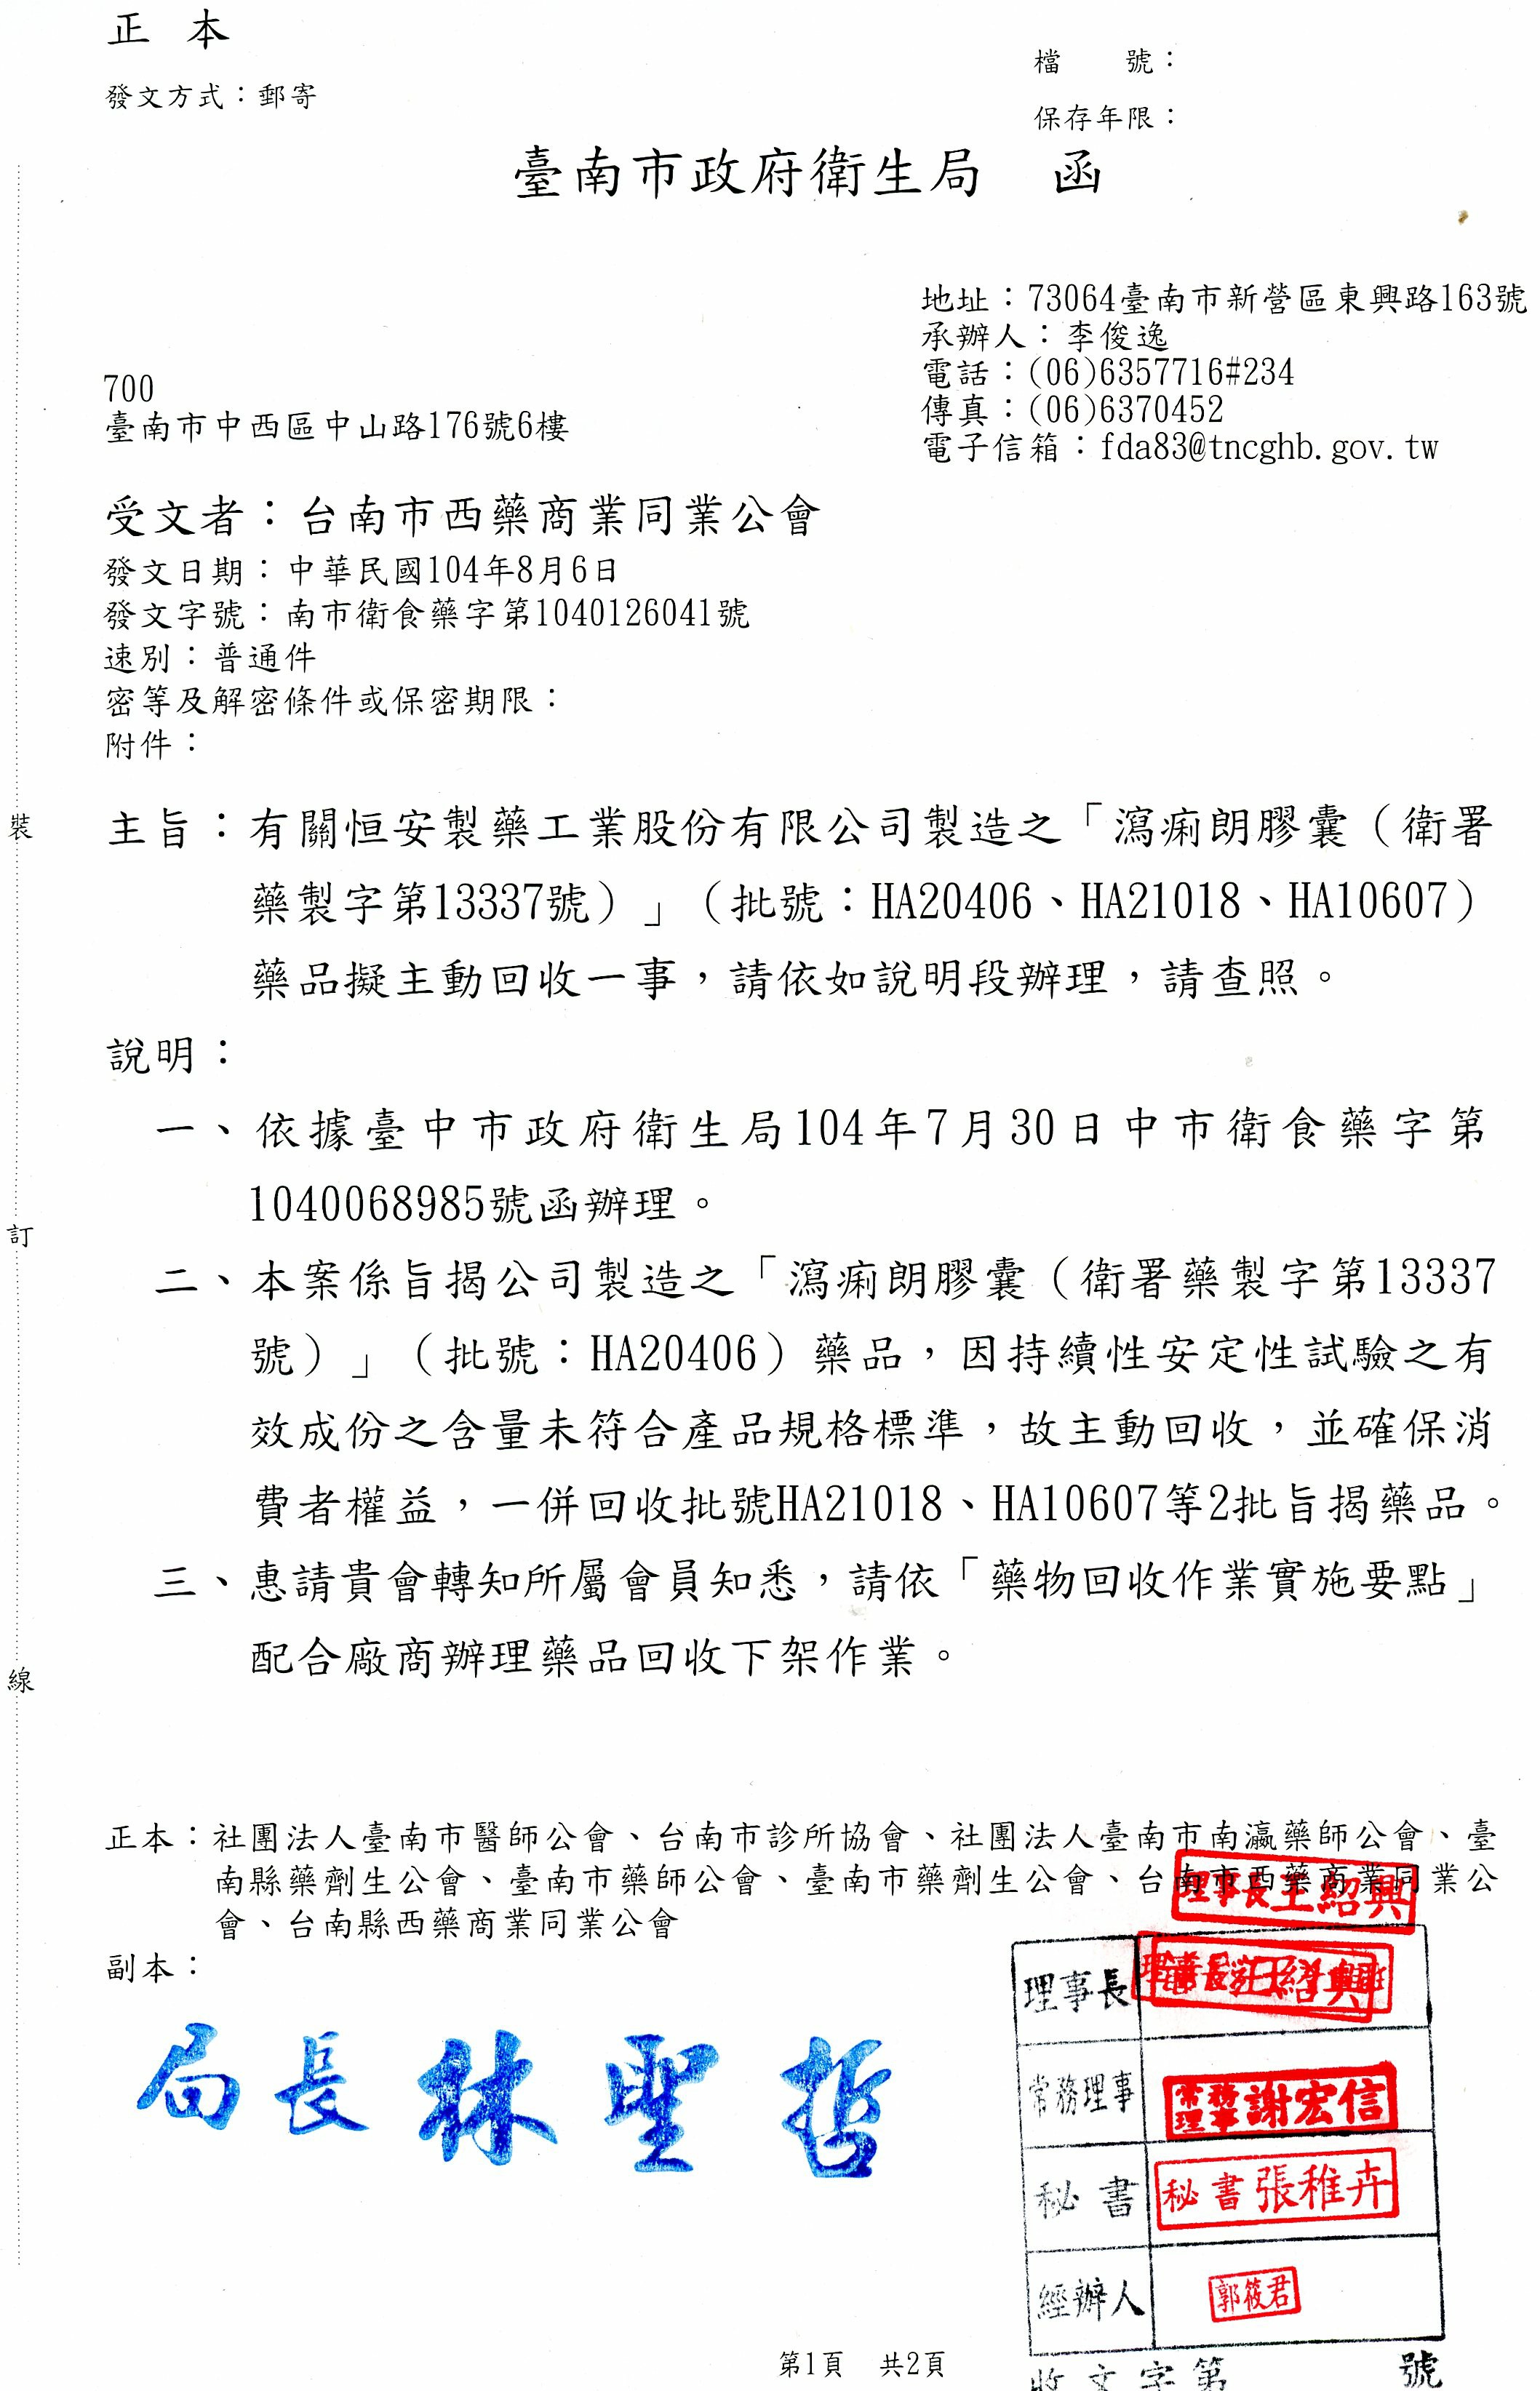 正本
發文方式：郵寄
檔　　號：
保存年限：
臺南市政府衛生局　函
地址：73064臺南市新營區東興路163號
承辦人：李俊逸
電話：(06)6357716#234
傳真：(06)6370452
電子信箱：fda83@tncghb.gov.tw
700
臺南市中西區中山路176號6樓
受文者：台南市西藥商業同業公會
發文日期：中華民國104年8月6日
發文字號：南市衛食藥字第1040126041號
速別：普通件
密等及解密條件或保密期限：
附件：
主旨：有關恒安製藥工業股份有限公司製造之「瀉痢朗膠囊（衛署
藥製字第13337號）」（批號：HA20406、HA21018、HA10607）
藥品擬主動回收一事，請依如說明段辦理，請查照。
說明：
一、依據臺中市政府衛生局104年7月30日中市衛食藥字第
1040068985號函辦理。
二、本案係旨揭公司製造之「瀉痢朗膠囊（衛署藥製字第13337
號）」（批號：HA20406）藥品，因持續性安定性試驗之有
效成份之含量未符合產品規格標準，故主動回收，並確保消
費者權益，一併回收批號HA21018、HA10607等2批旨揭藥品。
三、惠請貴會轉知所屬會員知悉，請依「藥物回收作業實施要點」
配合廠商辦理藥品回收下架作業。
裝
訂
線
正本：社團法人臺南市醫師公會、台南市診所協會、社團法人臺南市南瀛藥師公會、臺
南縣藥劑生公會、臺南市藥師公會、臺南市藥劑生公會、台南市西藥商業同業公
會、台南縣西藥商業同業公會
副本：
局長林聖哲
理事長王紹興
理事長
常務理事
常務理事謝宏信
秘書
秘書張稚卉
經辦人
郭筱君
收文字第　號
第1頁　共2頁